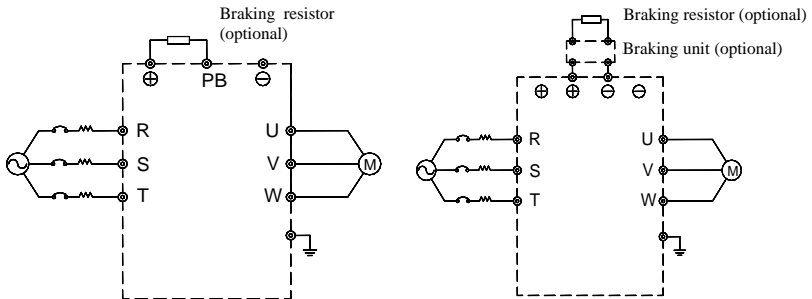 Braking resistor
(optional)
⊕ PB ⊖
R
S
T
U
V
W
M
Braking resistor (optional)
Braking unit (optional)
⊕ ⊕ ⊖ ⊖
R
S
T
U
V
W
M